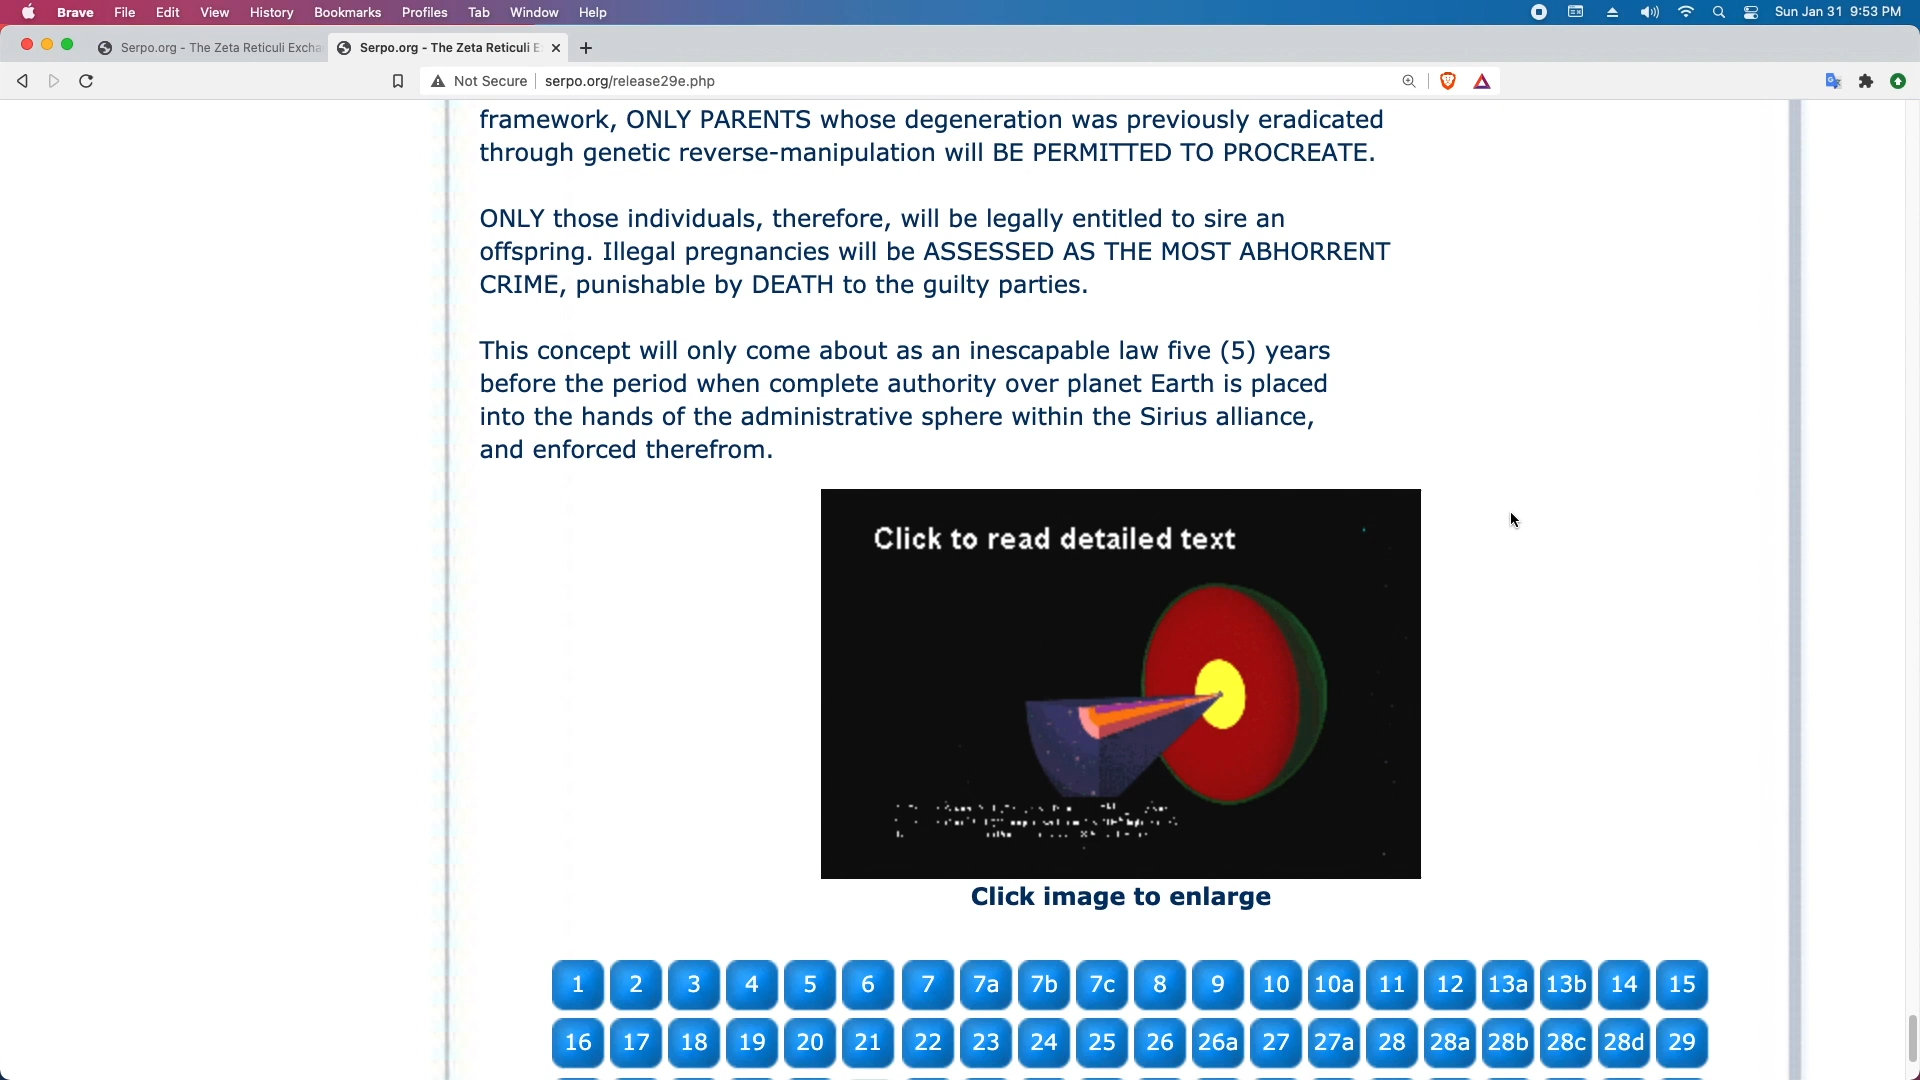 Brave File Edit View History Bookmarks Profiles Tab Window Help Sun Jan 31 9:53 PM
Serpo.org - The Zeta Reticuli Excha Serpo.org - The Zeta Reticuli E
Not Secure serpo.org/release29e.php
framework, ONLY PARENTS whose degeneration was previously eradicated
through genetic reverse-manipulation will BE PERMITTED TO PROCREATE.
ONLY those individuals, therefore, will be legally entitled to sire an
offspring. Illegal pregnancies will be ASSESSED AS THE MOST ABHORRENT
CRIME, punishable by DEATH to the guilty parties.
This concept will only come about as an inescapable law five (5) years
before the period when complete authority over planet Earth is placed
into the hands of the administrative sphere within the Sirius alliance,
and enforced therefrom.
Click to read detailed text
Click image to enlarge
1 2 3 4 5 6 7 7a 7b 7c 8 9 10 10a 11 12 13a 13b 14 15
16 17 18 19 20 21 22 23 24 25 26 26a 27 27a 28 28a 28b 28c 28d 29